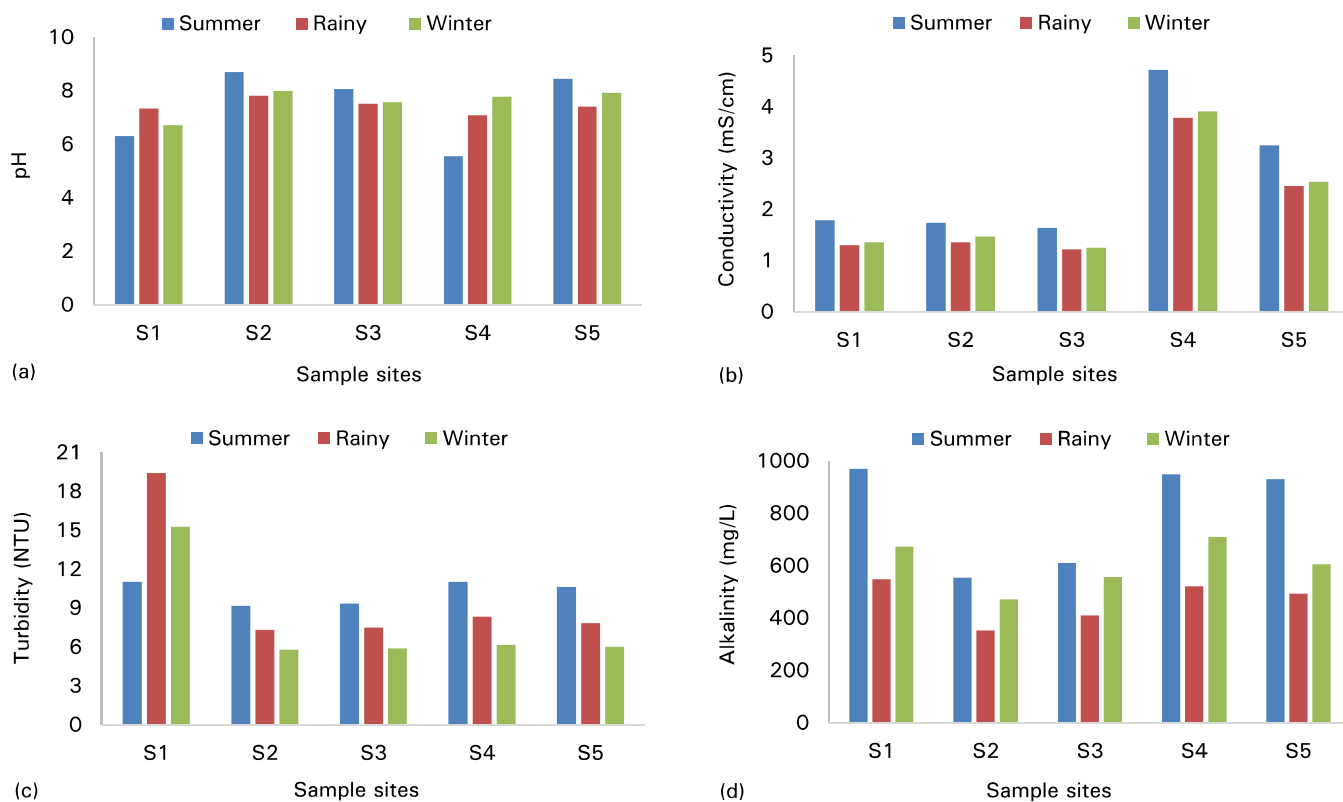 Summer Rainy Winter
10
8
6
4
2
0
pH
S1 S2 S3 S4 S5
Sample sites
(a)
Summer Rainy Winter
5
4
3
2
1
0
Conductivity (mS/cm)
S1 S2 S3 S4 S5
Sample sites
(b)
Summer Rainy Winter
21
18
15
12
9
6
3
0
Turbidity (NTU)
S1 S2 S3 S4 S5
Sample sites
(c)
Summer Rainy Winter
1000
800
600
400
200
0
Alkalinity (mg/L)
S1 S2 S3 S4 S5
Sample sites
(d)